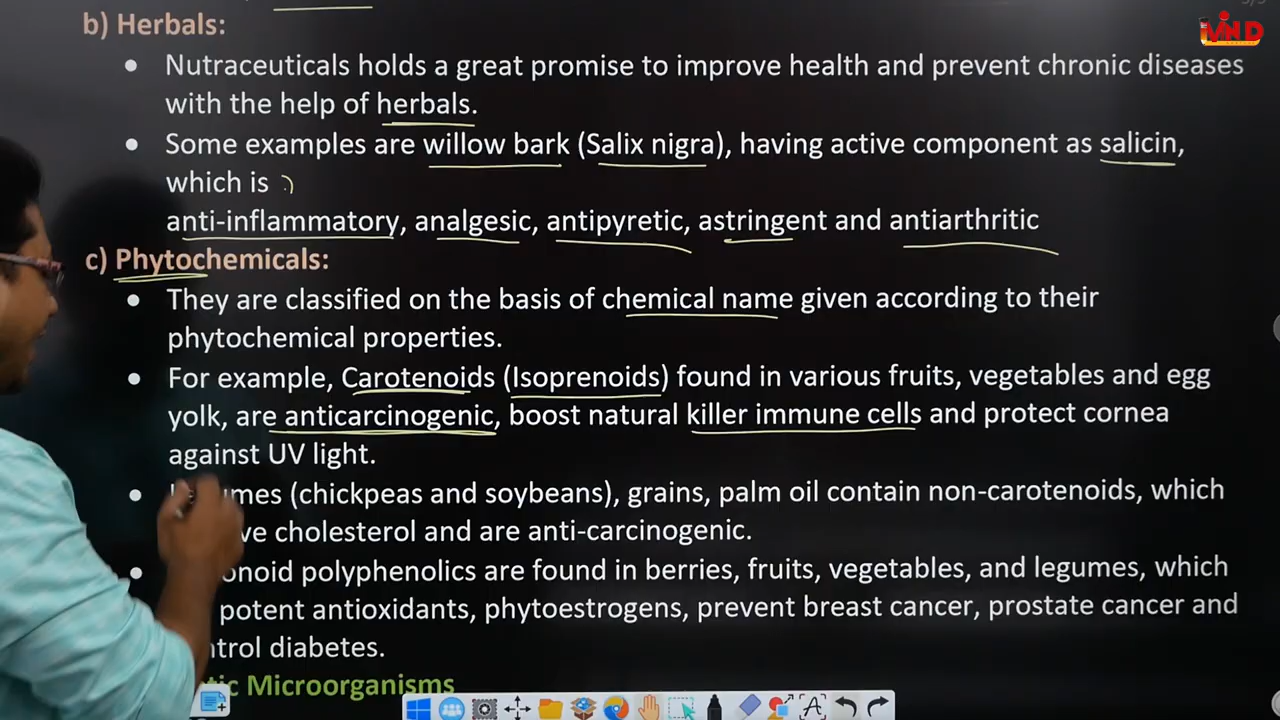 b) Herbals:
• Nutraceuticals holds a great promise to improve health and prevent chronic diseases
with the help of herbals.
• Some examples are willow bark (Salix nigra), having active component as salicin,
which is
anti-inflammatory, analgesic, antipyretic, astringent and antiarthritic
c) Phytochemicals:
• They are classified on the basis of chemical name given according to their
phytochemical properties.
• For example, Carotenoids (Isoprenoids) found in various fruits, vegetables and egg
yolk, are anticarcinogenic, boost natural killer immune cells and protect cornea
against UV light.
• (chickpeas and soybeans), grains, palm oil contain non-carotenoids, which
cholesterol and are anti-carcinogenic.
• polyphenolics are found in berries, fruits, vegetables, and legumes, which
potent antioxidants, phytoestrogens, prevent breast cancer, prostate cancer and
diabetes.
Microorganisms